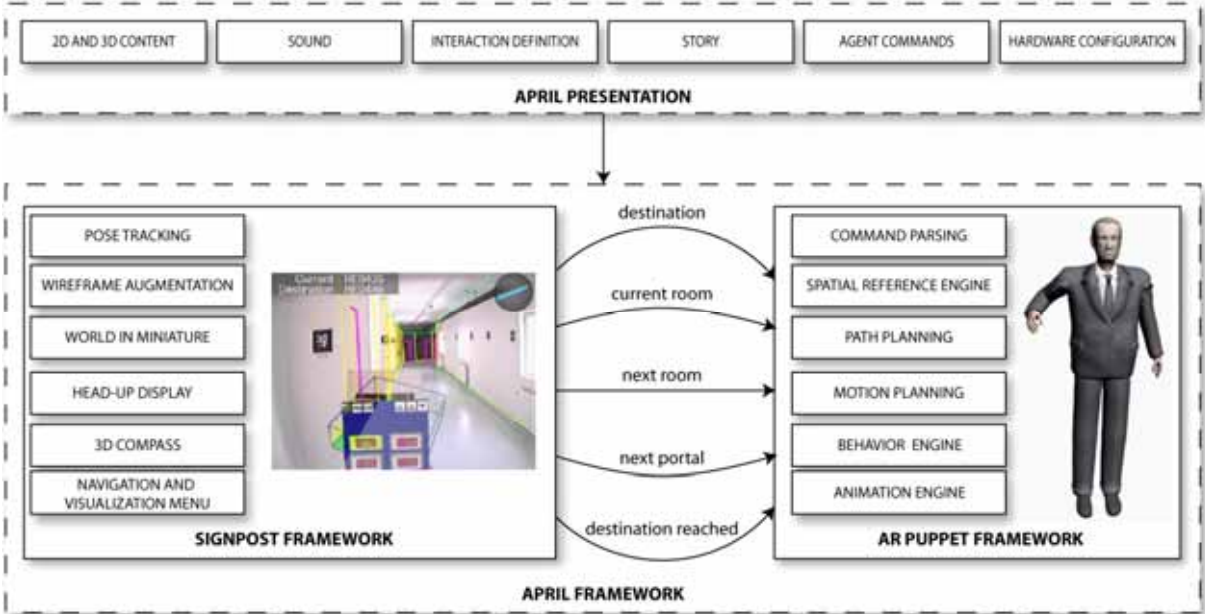 2D AND 3D CONTENT
SOUND
INTERACTION DEFINITION
STORY
AGENT COMMANDS
HARDWARE CONFIGURATION
APRIL PRESENTATION
POSE TRACKING
WIREFRAME AUGMENTATION
WORLD IN MINIATURE
HEAD-UP DISPLAY
3D COMPASS
NAVIGATION AND
VISUALIZATION MENU
SIGNPOST FRAMEWORK
Current
destination
current room
next room
next portal
destination reached
COMMAND PARSING
SPATIAL REFERENCE ENGINE
PATH PLANNING
MOTION PLANNING
BEHAVIOR ENGINE
ANIMATION ENGINE
AR PUPPET FRAMEWORK
APRIL FRAMEWORK